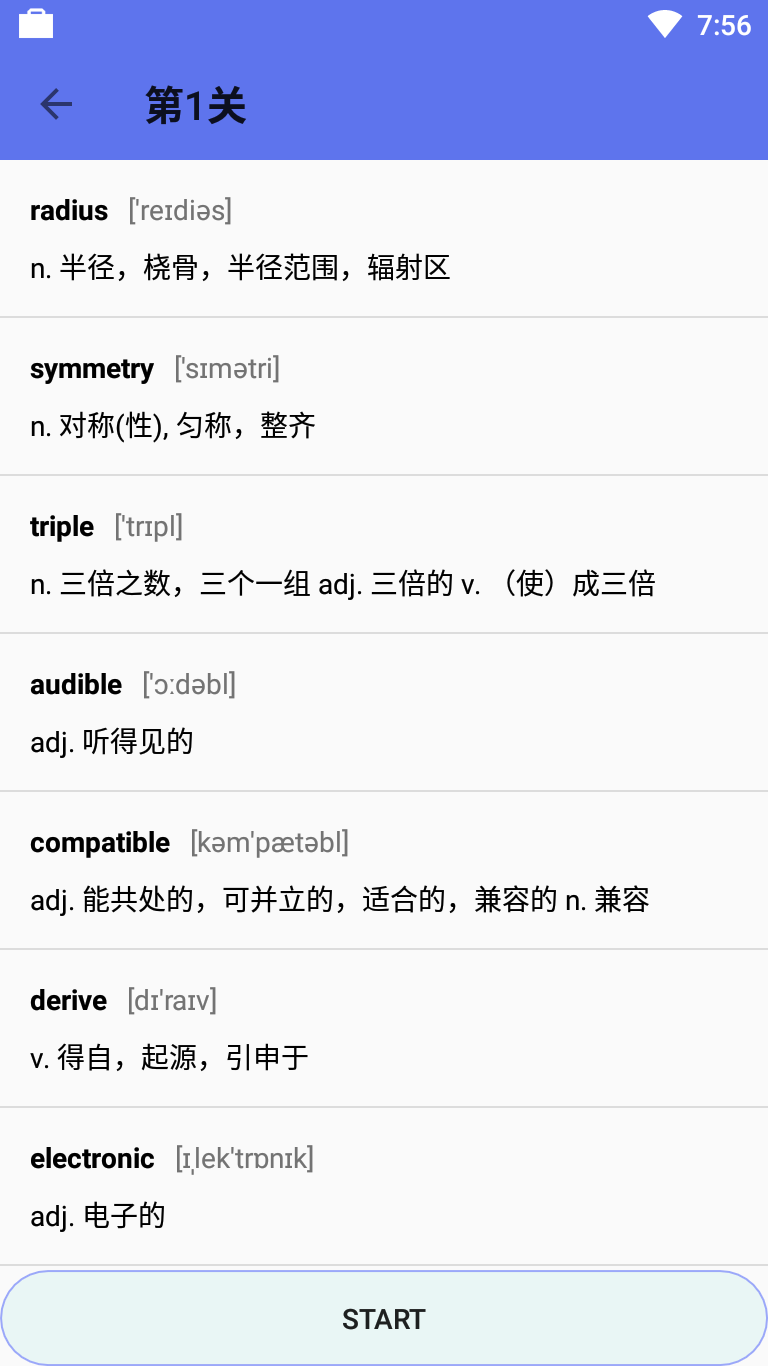 7:56
第1关
radius ['reɪdiəs]
n. 半径，桡骨，半径范围，辐射区
symmetry ['sɪmətri]
n. 对称(性), 匀称，整齐
triple ['trɪpl]
n. 三倍之数，三个一组 adj. 三倍的 v. （使）成三倍
audible ['ɔːdəbl]
adj. 听得见的
compatible [kəm'pætəbl]
adj. 能共处的，可并立的，适合的，兼容的 n. 兼容
derive [dɪ'raɪv]
v. 得自，起源，引申于
electronic [ɪˌlek'trɒnɪk]
adj. 电子的
START